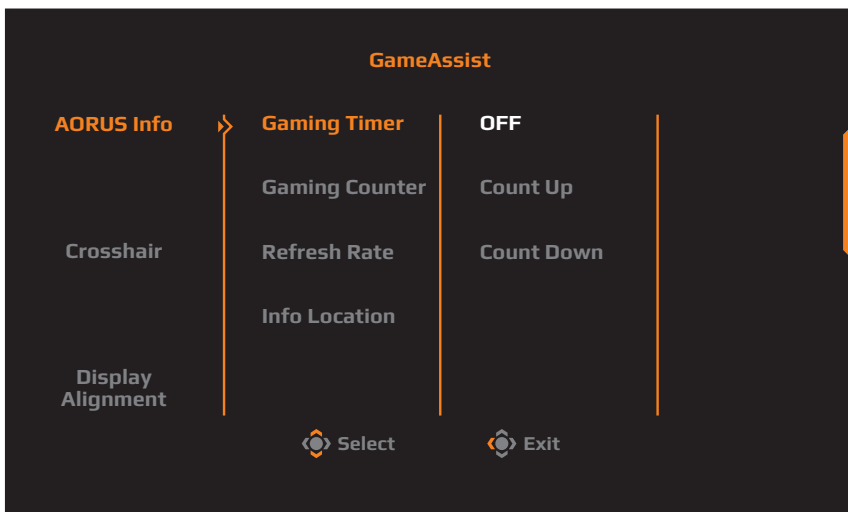 GameAssist
AORUS Info
Gaming Timer
OFF
Gaming Counter
Count Up
Crosshair
Refresh Rate
Count Down
Info Location
Display
Alignment
Select
Exit